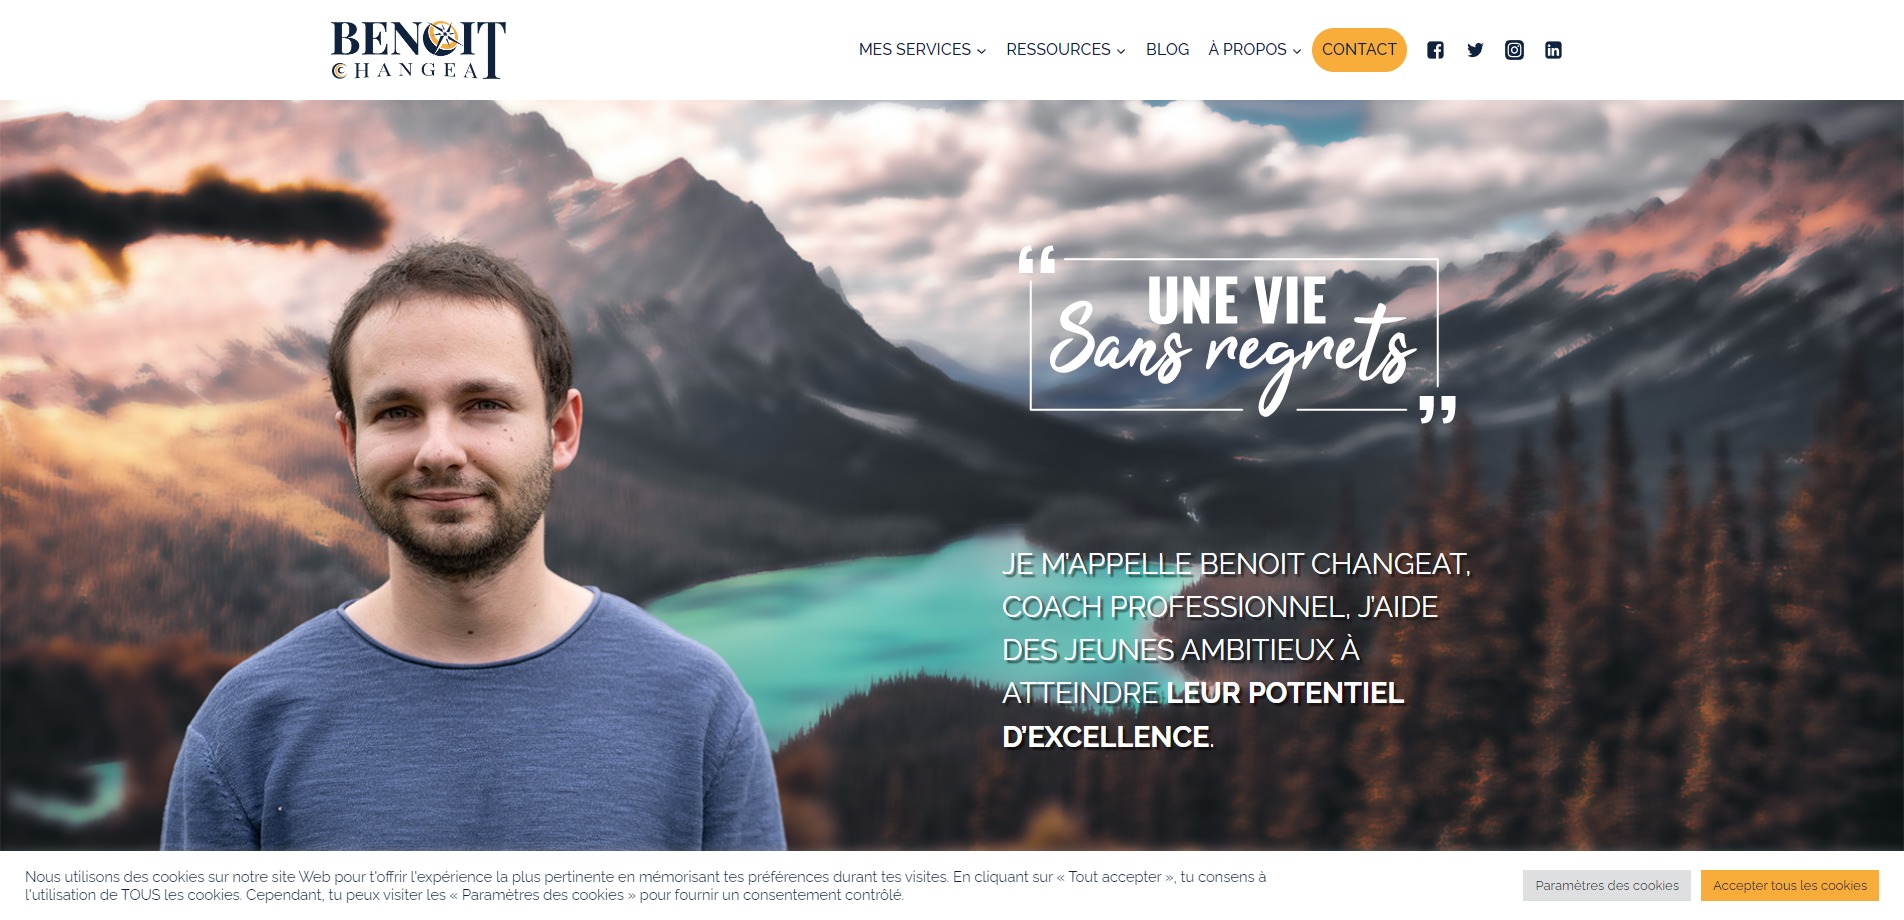 BENOIT
CHANGEAT
MES SERVICES
RESSOURCES
BLOG
À PROPOS
CONTACT
“
UNE VIE
Sans regrets
”
JE M'APPELLE BENOIT CHANGEAT,
COACH PROFESSIONNEL, J'AIDE
DES JEUNES AMBITIEUX À
ATTEINDRE LEUR POTENTIEL
D'EXCELLENCE.
Nous utilisons des cookies sur notre site Web pour t'offrir l'expérience la plus pertinente en mémorisant tes préférences durant tes visites. En cliquant sur « Tout accepter », tu consens à
l'utilisation de TOUS les cookies. Cependant, tu peux visiter les « Paramètres des cookies » pour fournir un consentement contrôlé.
Paramètres des cookies
Accepter tous les cookies